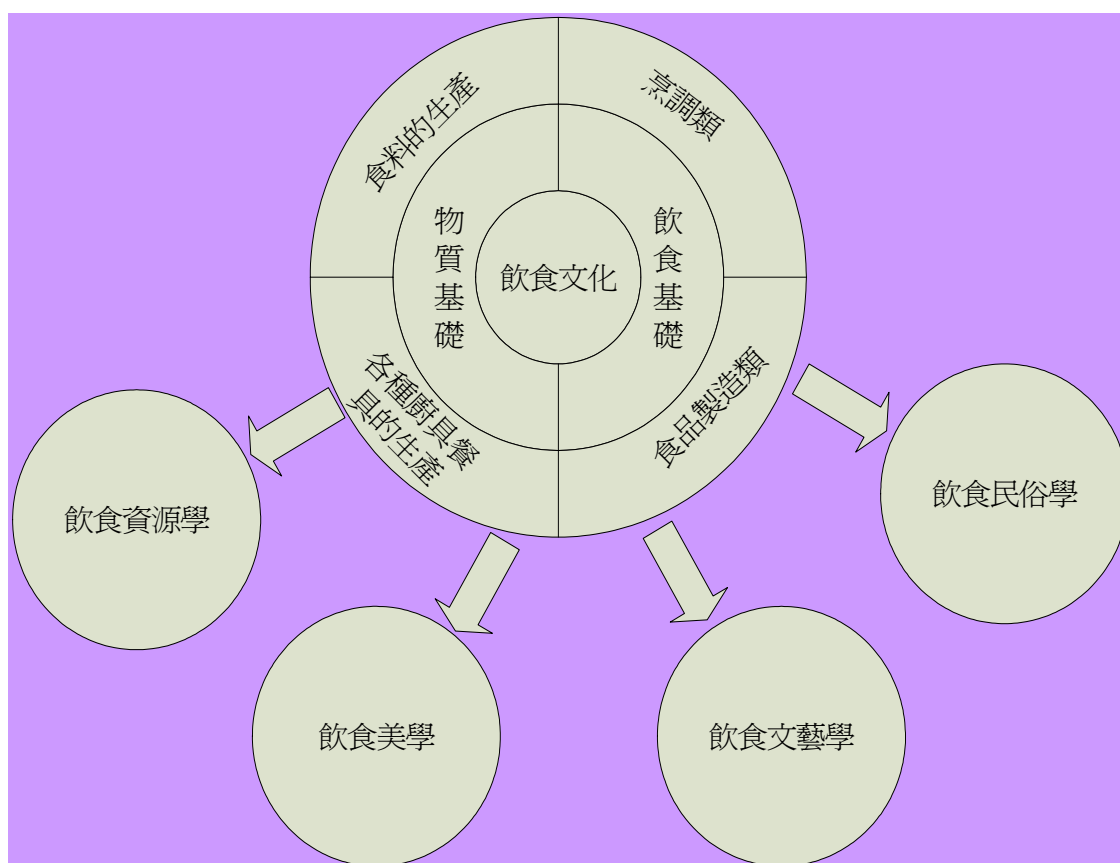 食料的生產
烹調類
物質基礎
飲食文化
飲食基礎
各種廚具餐
具的生產
食品製造類
飲食資源學
飲食民俗學
飲食美學
飲食文藝學